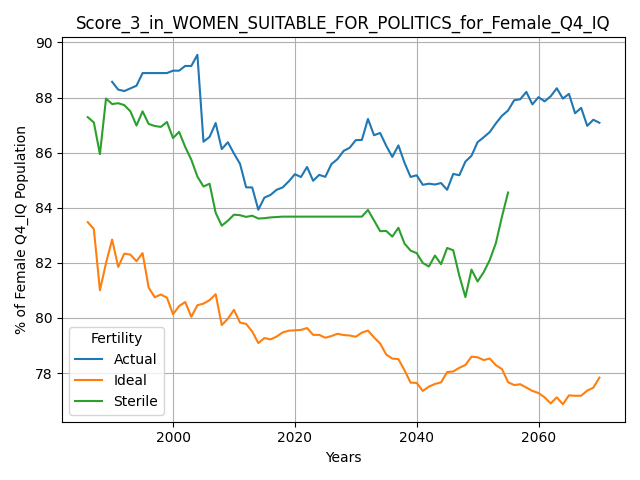 Score_3_in_WOMEN_SUITABLE_FOR_POLITICS_for_Female_Q4_IQ
90
88
86
84
82
80
78
% of Female Q4_IQ Population
Fertility
Actual
Ideal
Sterile
2000
2020
2040
2060
Years